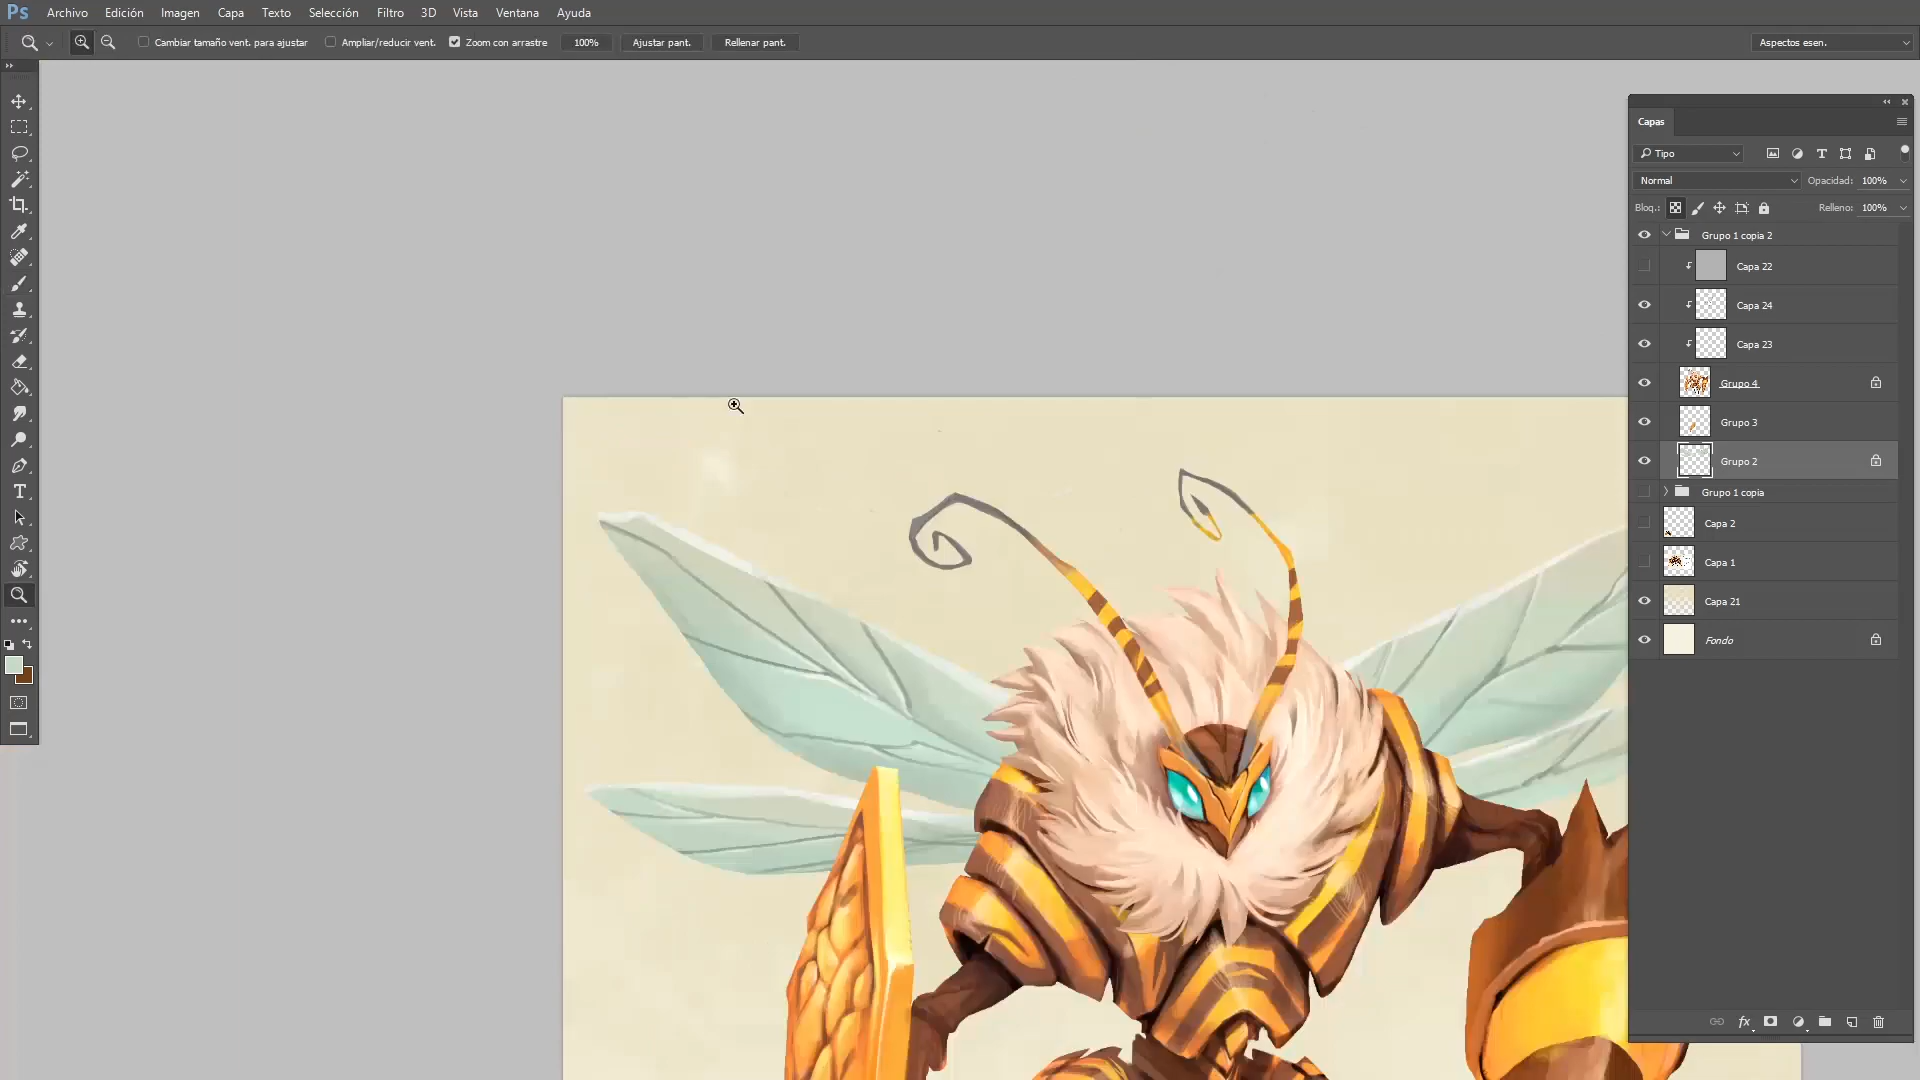 Ps Archivo Edición Imagen Capa Texto Selección Filtro 3D Vista Ventana Ayuda
Cambiar tamaño vent. para ajustar Ampliar/reducir vent. Zoom con arrastre 100% Ajustar pant. Rellenar pant. Aspectos esen.
Capas
Tipo
Normal Opacidad: 100%
Bloq.: Relleno: 100%
Grupo 1 copia 2
Capa 22
Capa 24
Capa 23
Grupo 4
Grupo 3
Grupo 2
Grupo 1 copia
Capa 2
Capa 1
Capa 21
Fondo
fx